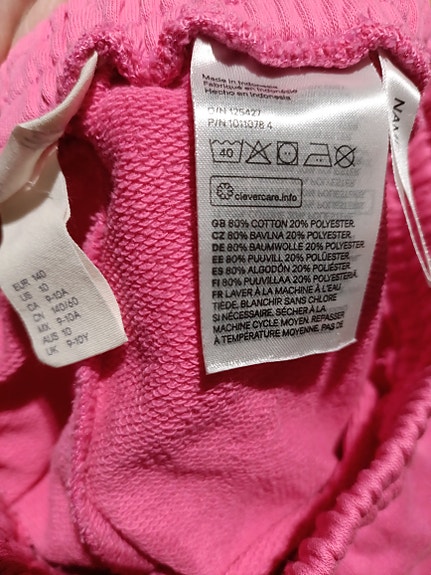 Made in Indonesia
Fabriqué en Indonésie
Hecho en Indonesia
O/N 125427
P/N 1011078 4
40
clevercare.info
GB 80% COTTON 20% POLYESTER.
CZ 80% BAVLNA 20% POLYESTER.
DE 80% BAUMWOLLE 20% POLYESTER.
EE 80% PUUVILL 20% POLÜESTER.
ES 80% ALGODÓN 20% POLIÉSTER.
FI 80% PUUVILLAA 20% POLYESTERIÄ.
FR LAVER À LA MACHINE À L'EAU
TIÈDE, BLANCHIR SANS CHLORE
SI NÉCESSAIRE, SÉCHER À LA
MACHINE CYCLE MOYEN, REPASSER
À TEMPÉRATURE MOYENNE, PAS DE
EUR 140
US 10
CA 9-10A
CN 140/60
MX 9-10A
AUS 10
UK 9-10Y